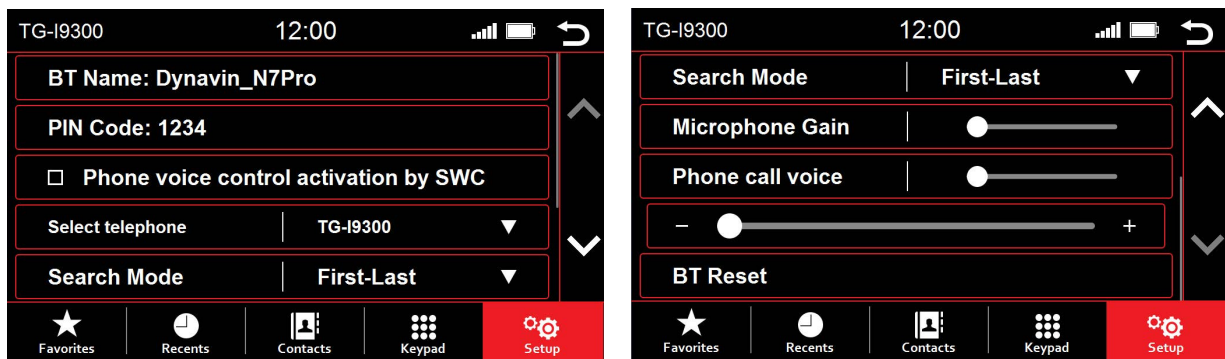 TG-I9300 12:00
BT Name: Dynavin_N7Pro
PIN Code: 1234
Phone voice control activation by SWC
Select telephone TG-I9300
Search Mode First-Last
Favorites Recents Contacts Keypad Setup
TG-I9300 12:00
Search Mode First-Last
Microphone Gain
Phone call voice
− +
BT Reset
Favorites Recents Contacts Keypad Setup